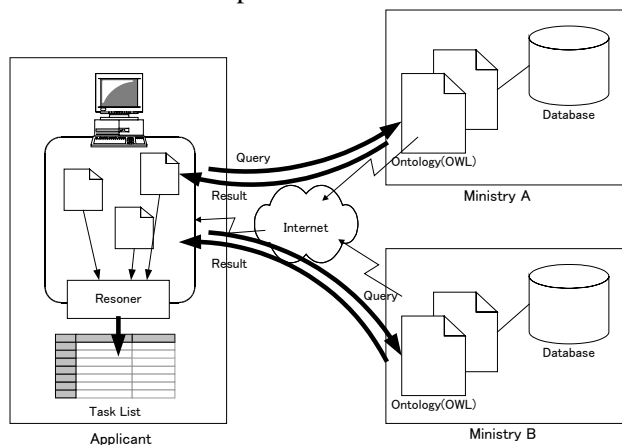 Database
Ontology(OWL)
Ministry A
Query
Result
Internet
Result
Query
Resoner
Database
Ontology(OWL)
Task List
Applicant
Ministry B